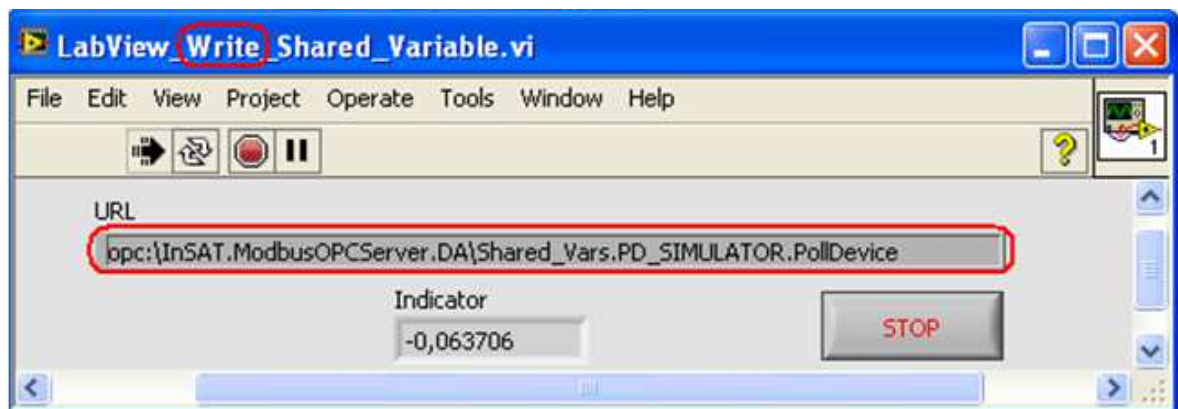 LabView_Write_Shared_Variable.vi
File Edit View Project Operate Tools Window Help
1
URL
opc:\InSAT.ModbusOPCServer.DA\Shared_Vars.PD_SIMULATOR.PollDevice
Indicator
-0,063706
STOP